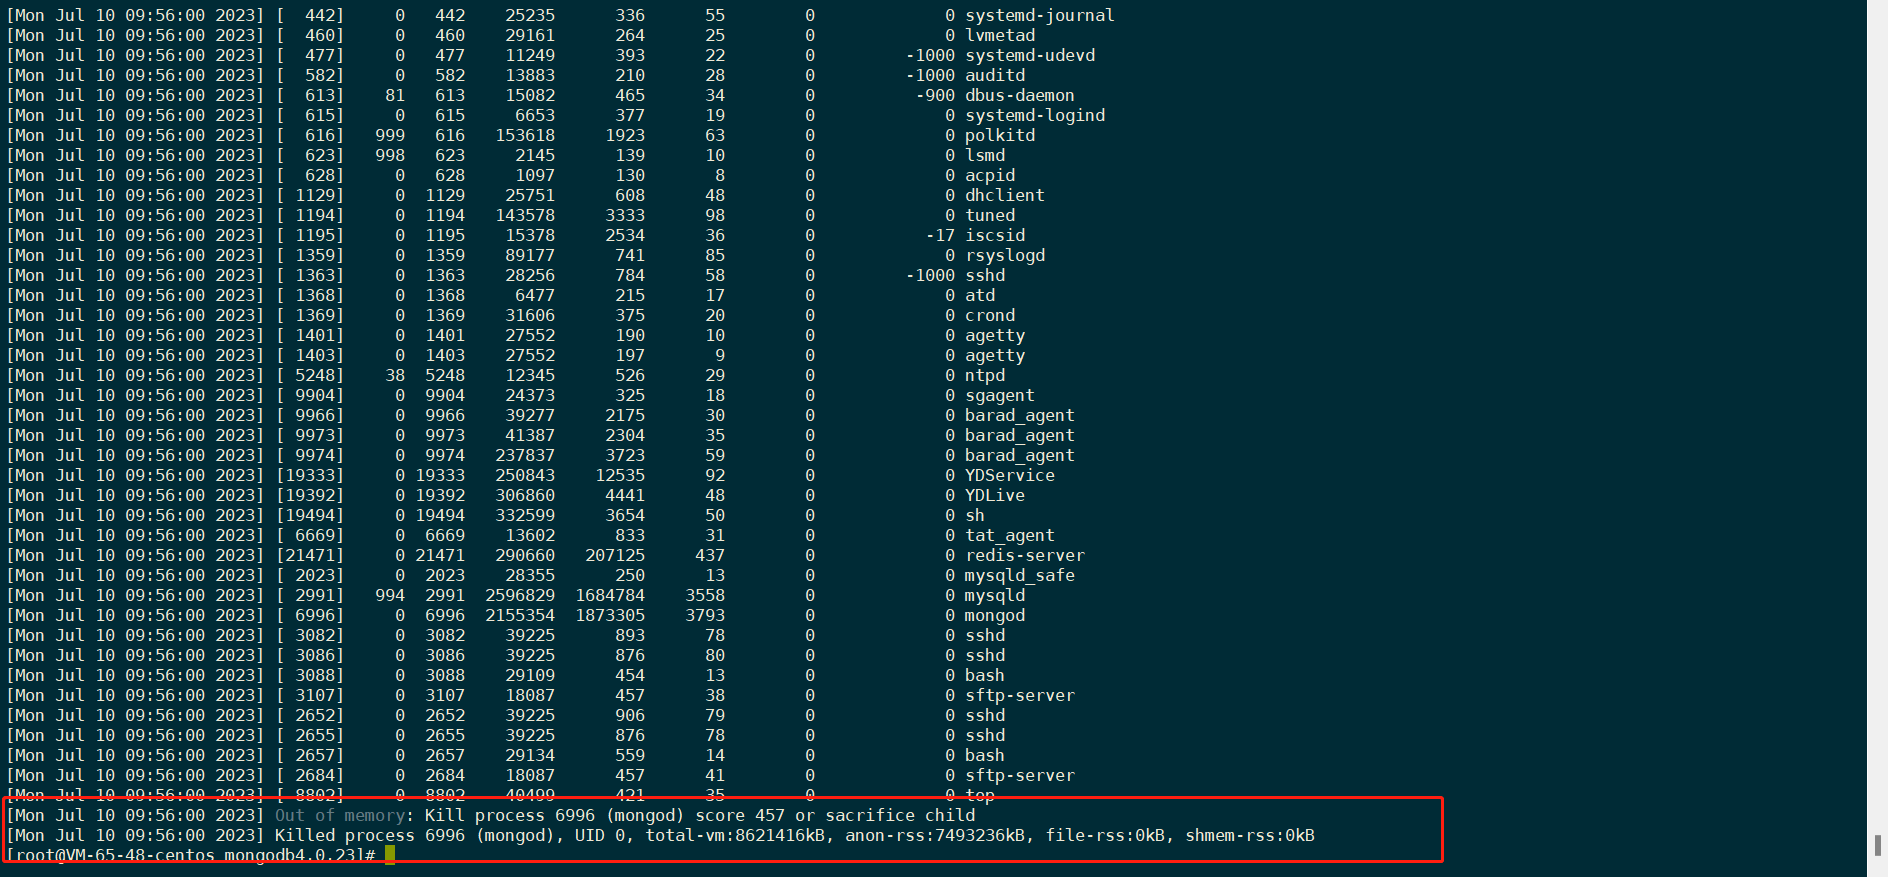 [Mon Jul 10 09:56:00 2023] [  442]     0   442    25235      336      55        0             0 systemd-journal
[Mon Jul 10 09:56:00 2023] [  460]     0   460    29161      264      25        0             0 lvmetad
[Mon Jul 10 09:56:00 2023] [  477]     0   477    11249      393      22        0         -1000 systemd-udevd
[Mon Jul 10 09:56:00 2023] [  582]     0   582    13883      210      28        0         -1000 auditd
[Mon Jul 10 09:56:00 2023] [  613]    81   613    15082      465      34        0          -900 dbus-daemon
[Mon Jul 10 09:56:00 2023] [  615]     0   615     6653      377      19        0             0 systemd-logind
[Mon Jul 10 09:56:00 2023] [  616]   999   616   153618     1923      63        0             0 polkitd
[Mon Jul 10 09:56:00 2023] [  623]   998   623     2145      139      10        0             0 lsmd
[Mon Jul 10 09:56:00 2023] [  628]     0   628     1097      130       8        0             0 acpid
[Mon Jul 10 09:56:00 2023] [ 1129]     0  1129    25751      608      48        0             0 dhclient
[Mon Jul 10 09:56:00 2023] [ 1194]     0  1194   143578     3333      98        0             0 tuned
[Mon Jul 10 09:56:00 2023] [ 1195]     0  1195    15378     2534      36        0           -17 iscsid
[Mon Jul 10 09:56:00 2023] [ 1359]     0  1359    89177      741      85        0             0 rsyslogd
[Mon Jul 10 09:56:00 2023] [ 1363]     0  1363    28256      784      58        0         -1000 sshd
[Mon Jul 10 09:56:00 2023] [ 1368]     0  1368     6477      215      17        0             0 atd
[Mon Jul 10 09:56:00 2023] [ 1369]     0  1369    31606      375      20        0             0 crond
[Mon Jul 10 09:56:00 2023] [ 1401]     0  1401    27552      190      10        0             0 agetty
[Mon Jul 10 09:56:00 2023] [ 1403]     0  1403    27552      197       9        0             0 agetty
[Mon Jul 10 09:56:00 2023] [ 5248]    38  5248    12345      526      29        0             0 ntpd
[Mon Jul 10 09:56:00 2023] [ 9904]     0  9904    24373      325      18        0             0 sgagent
[Mon Jul 10 09:56:00 2023] [ 9966]     0  9966    39277     2175      30        0             0 barad_agent
[Mon Jul 10 09:56:00 2023] [ 9973]     0  9973    41387     2304      35        0             0 barad_agent
[Mon Jul 10 09:56:00 2023] [ 9974]     0  9974   237837     3723      59        0             0 barad_agent
[Mon Jul 10 09:56:00 2023] [19333]     0 19333   250843    12535      92        0             0 YDService
[Mon Jul 10 09:56:00 2023] [19392]     0 19392   306860     4441      48        0             0 YDLive
[Mon Jul 10 09:56:00 2023] [19494]     0 19494   332599     3654      50        0             0 sh
[Mon Jul 10 09:56:00 2023] [ 6669]     0  6669    13602      833      31        0             0 tat_agent
[Mon Jul 10 09:56:00 2023] [21471]     0 21471   290660   207125     437        0             0 redis-server
[Mon Jul 10 09:56:00 2023] [ 2023]     0  2023    28355      250      13        0             0 mysqld_safe
[Mon Jul 10 09:56:00 2023] [ 2991]   994  2991  2596829  1684784    3558        0             0 mysqld
[Mon Jul 10 09:56:00 2023] [ 6996]     0  6996  2155354  1873305    3793        0             0 mongod
[Mon Jul 10 09:56:00 2023] [ 3082]     0  3082    39225      893      78        0             0 sshd
[Mon Jul 10 09:56:00 2023] [ 3086]     0  3086    39225      876      80        0             0 sshd
[Mon Jul 10 09:56:00 2023] [ 3088]     0  3088    29109      454      13        0             0 bash
[Mon Jul 10 09:56:00 2023] [ 3107]     0  3107    18087      457      38        0             0 sftp-server
[Mon Jul 10 09:56:00 2023] [ 2652]     0  2652    39225      906      79        0             0 sshd
[Mon Jul 10 09:56:00 2023] [ 2655]     0  2655    39225      876      78        0             0 sshd
[Mon Jul 10 09:56:00 2023] [ 2657]     0  2657    29134      559      14        0             0 bash
[Mon Jul 10 09:56:00 2023] [ 2684]     0  2684    18087      457      41        0             0 sftp-server
[Mon Jul 10 09:56:00 2023] [ 8802]     0  8802    40499      421      35        0             0 top
[Mon Jul 10 09:56:00 2023] Out of memory: Kill process 6996 (mongod) score 457 or sacrifice child
[Mon Jul 10 09:56:00 2023] Killed process 6996 (mongod), UID 0, total-vm:8621416kB, anon-rss:7493236kB, file-rss:0kB, shmem-rss:0kB
[root@VM-65-48-centos mongodb4.0.23]#